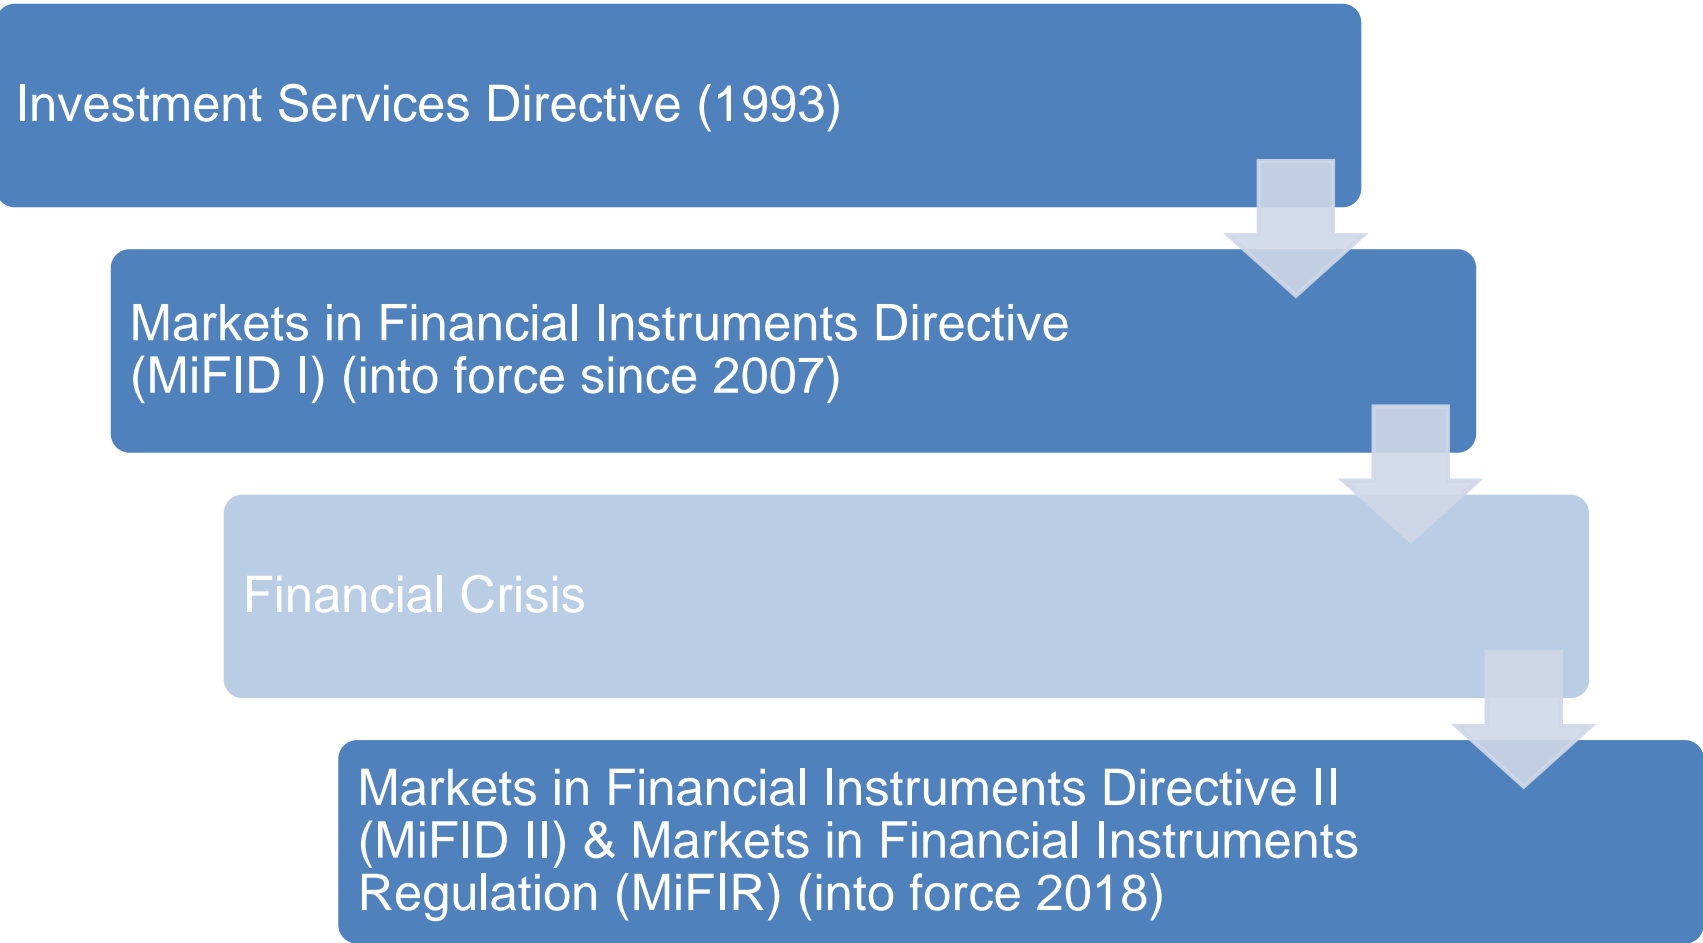 Investment Services Directive (1993)
Markets in Financial Instruments Directive
(MiFID I) (into force since 2007)
Financial Crisis
Markets in Financial Instruments Directive II
(MiFID II) & Markets in Financial Instruments
Regulation (MiFIR) (into force 2018)